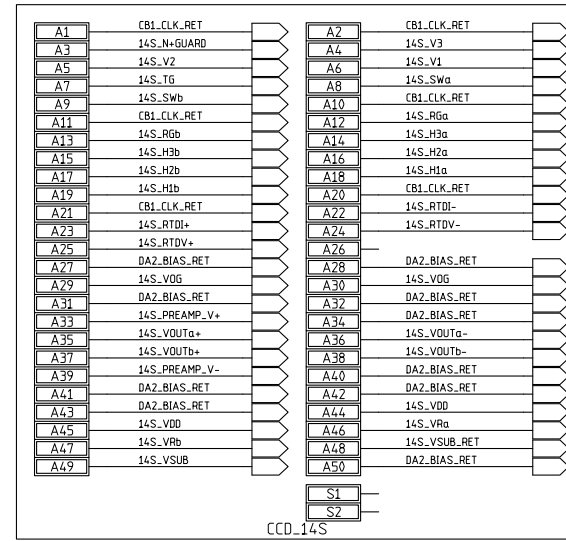 A1 CB1_CLK_RET A2 CB1_CLK_RET
A3 14S_N+GUARD A4 14S_V3
A5 14S_V2 A6 14S_V1
A7 14S_TG A8 14S_SWa
A9 14S_SWb A10 CB1_CLK_RET
A11 CB1_CLK_RET A12 14S_RGa
A13 14S_RGb A14 14S_H3a
A15 14S_H3b A16 14S_H2a
A17 14S_H2b A18 14S_H1a
A19 14S_H1b A20 CB1_CLK_RET
A21 CB1_CLK_RET A22 14S_RTDI-
A23 14S_RTDI+ A24 14S_RTDV-
A25 14S_RTDV+ A26
A27 DA2_BIAS_RET A28 DA2_BIAS_RET
A29 14S_VOG A30 14S_VOG
A31 DA2_BIAS_RET A32 DA2_BIAS_RET
A33 14S_PREAMP_V+ A34 DA2_BIAS_RET
A35 14S_VOUTa+ A36 14S_VOUTa-
A37 14S_VOUTb+ A38 14S_VOUTb-
A39 14S_PREAMP_V- A40 DA2_BIAS_RET
A41 DA2_BIAS_RET A42 DA2_BIAS_RET
A43 DA2_BIAS_RET A44 14S_VDD
A45 14S_VDD A46 14S_VRa
A47 14S_VRb A48 14S_VSUB_RET
A49 14S_VSUB A50 DA2_BIAS_RET
S1
S2
CCD_14S